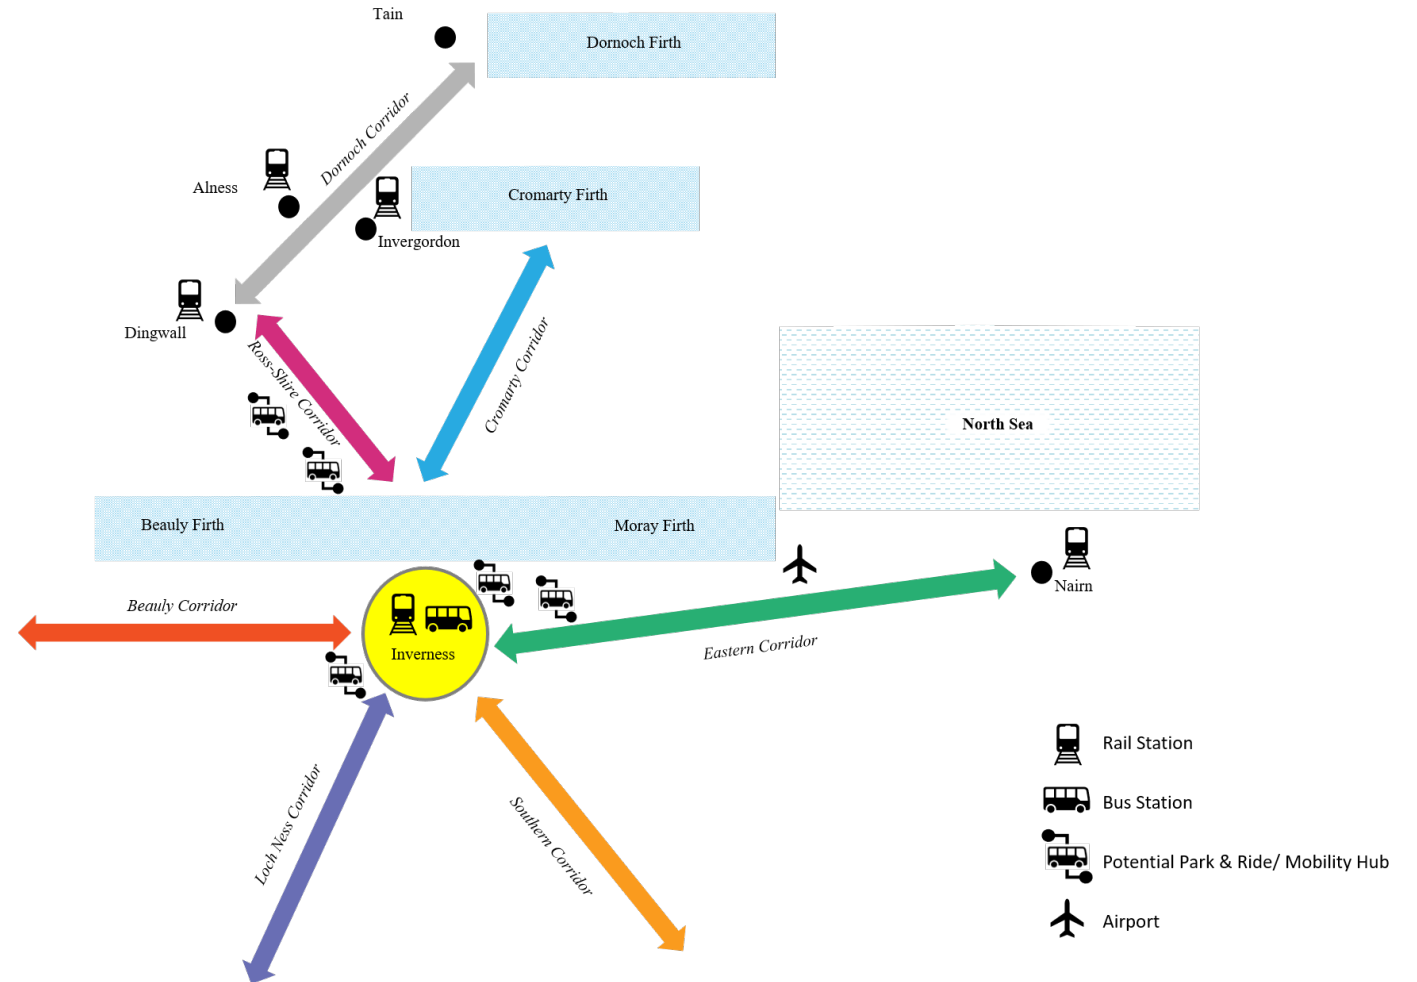 Tain
Dornoch Firth
Dornoch Corridor
Alness
Cromarty Firth
Invergordon
Dingwall
Ross-Shire Corridor
Cromarty Corridor
North Sea
Beauly Firth
Moray Firth
Nairn
Beauly Corridor
Inverness
Eastern Corridor
Loch Ness Corridor
Southern Corridor
Rail Station
Bus Station
Potential Park & Ride/ Mobility Hub
Airport